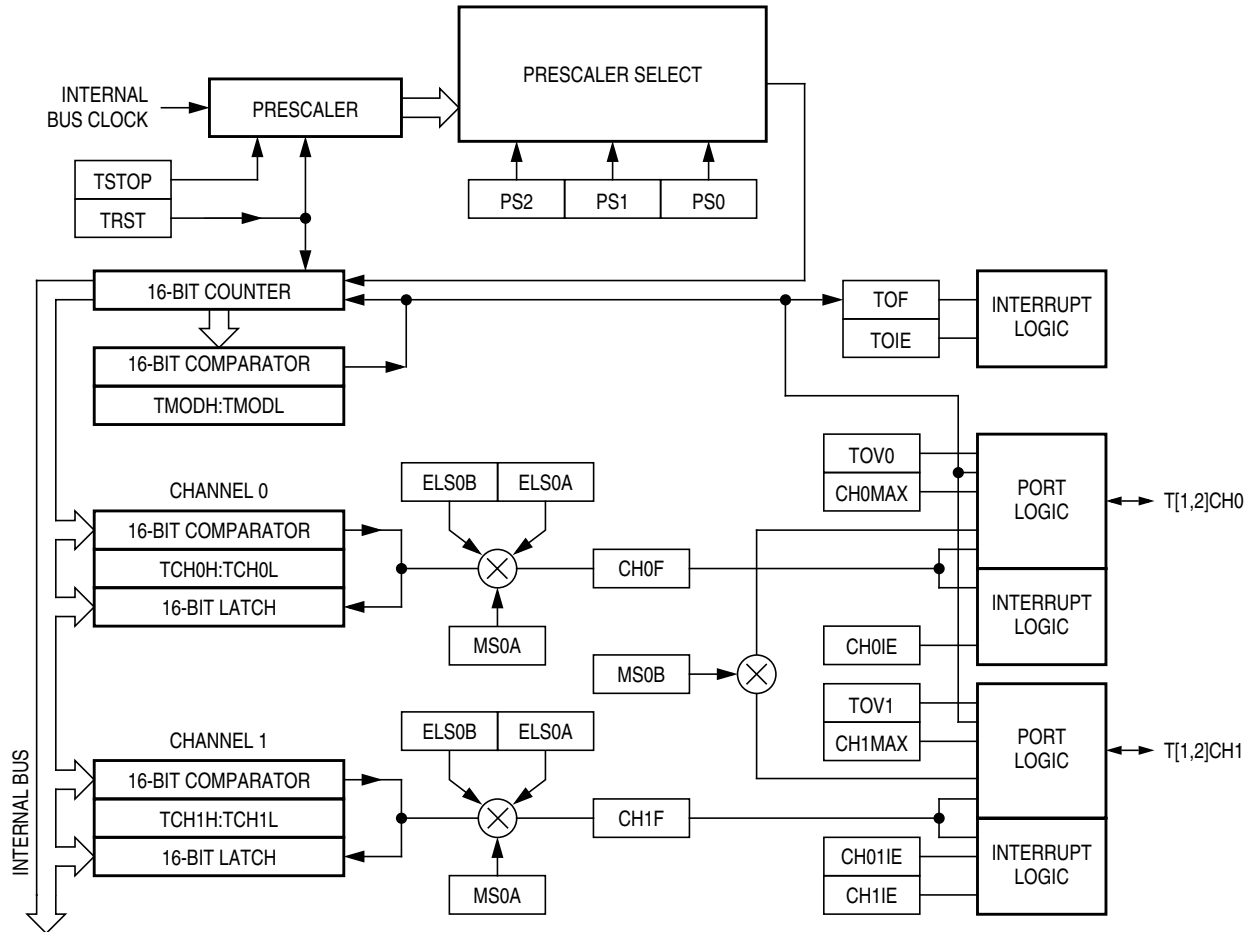 PRESCALER SELECT
INTERNAL
BUS CLOCK
PRESCALER
TSTOP
TRST
PS2
PS1
PS0
16-BIT COUNTER
16-BIT COMPARATOR
TMODH:TMODL
TOF
TOIE
INTERRUPT
LOGIC
CHANNEL 0
16-BIT COMPARATOR
TCH0H:TCH0L
16-BIT LATCH
ELS0B
ELS0A
MS0A
CH0F
TOV0
CH0MAX
PORT
LOGIC
T[1,2]CH0
INTERRUPT
LOGIC
CH0IE
MS0B
CHANNEL 1
16-BIT COMPARATOR
TCH1H:TCH1L
16-BIT LATCH
ELS0B
ELS0A
MS0A
CH1F
TOV1
CH1MAX
PORT
LOGIC
T[1,2]CH1
CH01IE
CH1IE
INTERRUPT
LOGIC
INTERNAL BUS